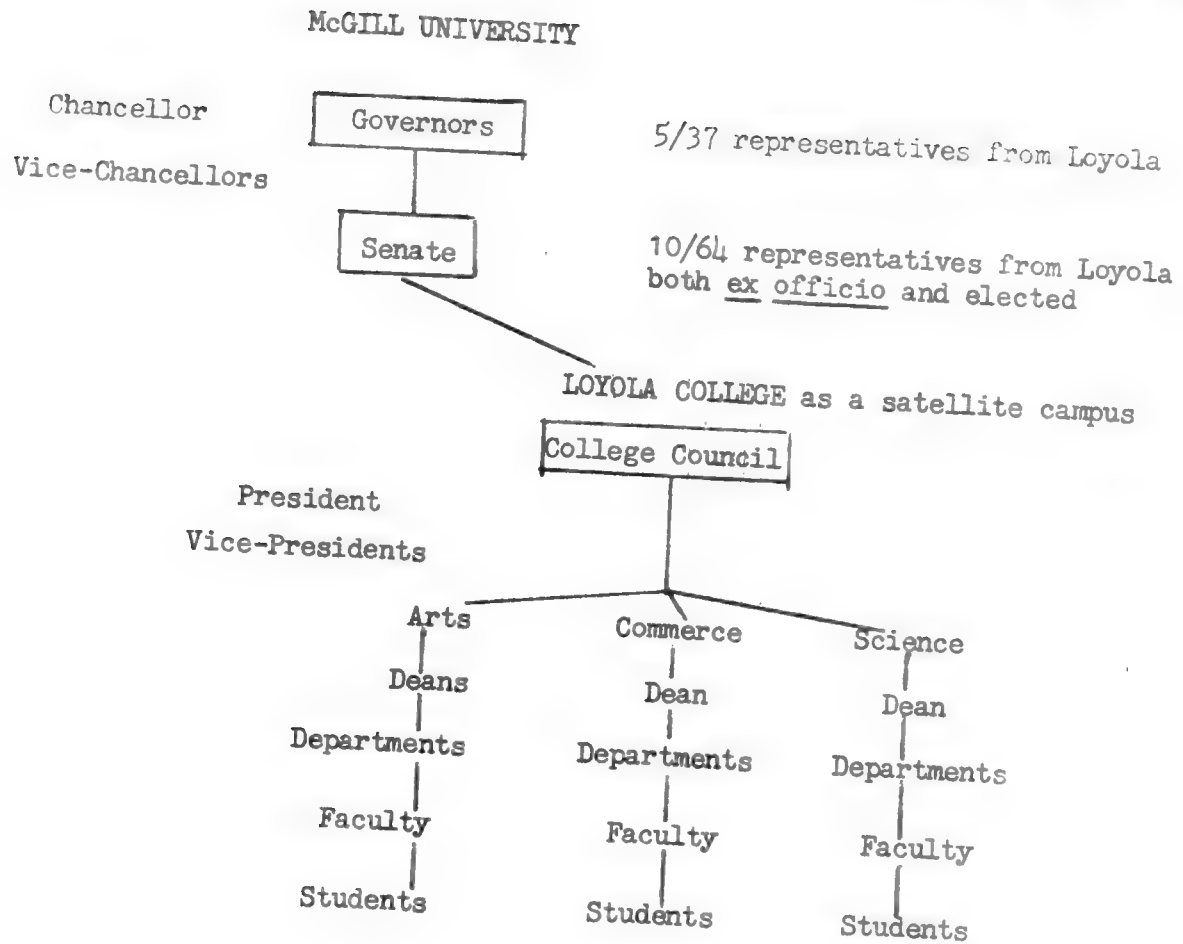 McGILL UNIVERSITY
Chancellor
Governors
5/37 representatives from Loyola
Vice-Chancellors
Senate
10/64 representatives from Loyola
both ex officio and elected
LOYOLA COLLEGE as a satellite campus
College Council
President
Vice-Presidents
Arts
Commerce
Science
Deans
Dean
Dean
Departments
Departments
Departments
Faculty
Faculty
Faculty
Students
Students
Students